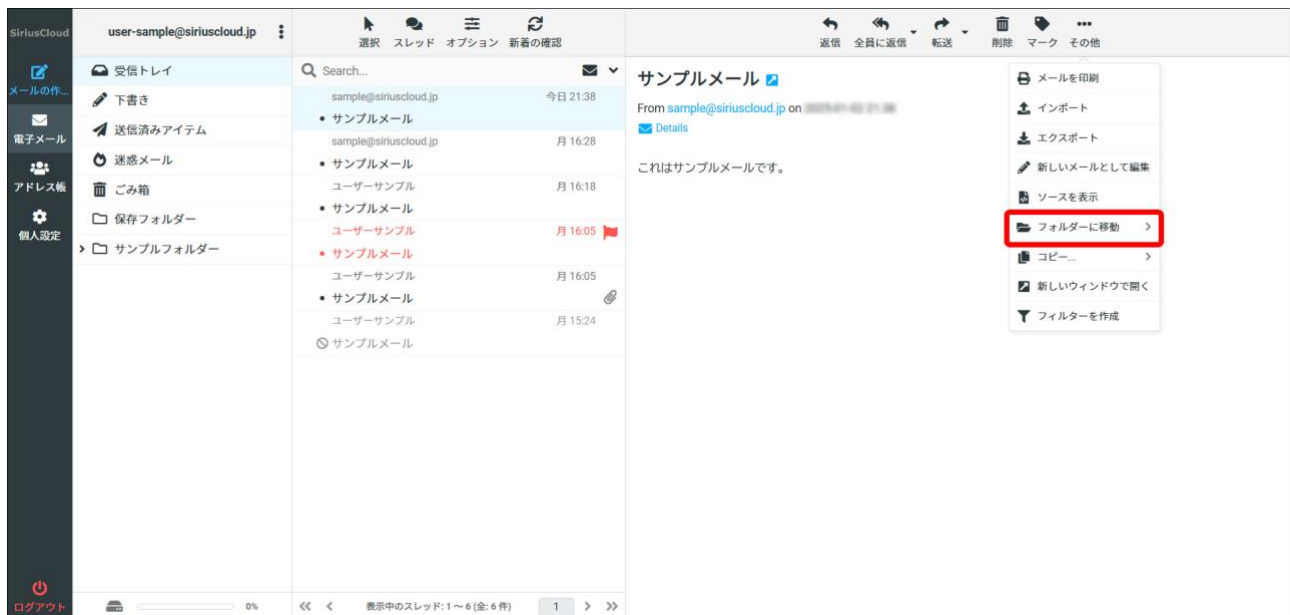 SiriusCloud
メールの作...
電子メール
アドレス帳
個人設定
ログアウト
user-sample@siriuscloud.jp
受信トレイ
下書き
送信済みアイテム
迷惑メール
ごみ箱
保存フォルダー
サンプルフォルダー
0%
選択 スレッド オプション 新着の確認
Search...
sample@siriuscloud.jp 今日 21:38
サンプルメール
sample@siriuscloud.jp 月 16:28
サンプルメール
ユーザーサンプル 月 16:18
サンプルメール
ユーザーサンプル 月 16:05
サンプルメール
ユーザーサンプル 月 16:05
サンプルメール
ユーザーサンプル 月 15:24
サンプルメール
表示中のスレッド: 1 ~ 6 (全: 6 件) 1
返信 全員に返信 転送 削除 マーク その他
サンプルメール
From sample@siriuscloud.jp on
Details
これはサンプルメールです。
メールを印刷
インポート
エクスポート
新しいメールとして編集
ソースを表示
フォルダーに移動
コピー...
新しいウィンドウで開く
フィルターを作成